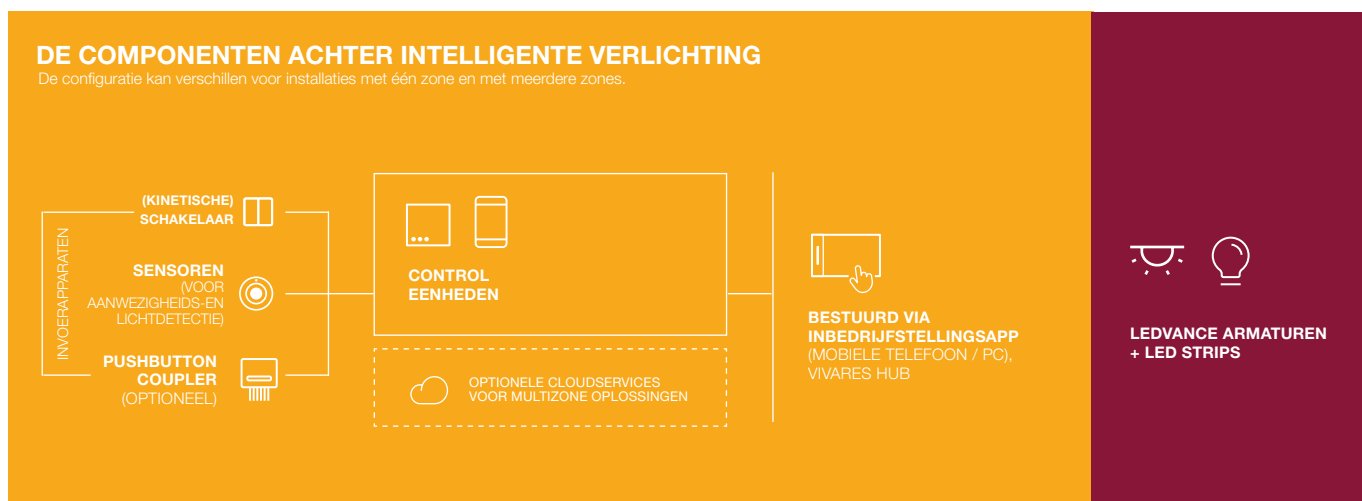 DE COMPONENTEN ACHTER INTELLIGENTE VERLICHTING
De configuratie kan verschillen voor installaties met één zone en met meerdere zones.
INVOERAPPARATEN
(KINETISCHE)
SCHAKELAAR
SENSOREN
(VOOR
AANWEZIGHEIDS-EN
LICHTDETECTIE)
PUSHBUTTON
COUPLER
(OPTIONEEL)
CONTROL
EENHEDEN
OPTIONELE CLOUDSERVICES
VOOR MULTIZONE OPLOSSINGEN
BESTUURD VIA
INBEDRIJFSTELLINGSAPP
(MOBIELE TELEFOON / PC),
VIVARES HUB
LEDVANCE ARMATUREN
+ LED STRIPS